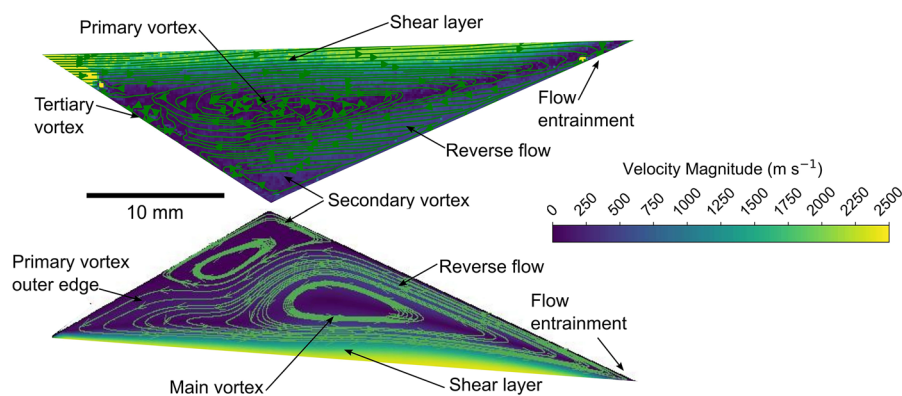 Primary vortex
Shear layer
Tertiary
vortex
Flow
entrainment
Reverse flow
10 mm
Secondary vortex
Velocity Magnitude (m s⁻¹)
0 250 500 750 1000 1250 1500 1750 2000 2250 2500
Primary vortex
outer edge
Reverse flow
Flow
entrainment
Main vortex
Shear layer